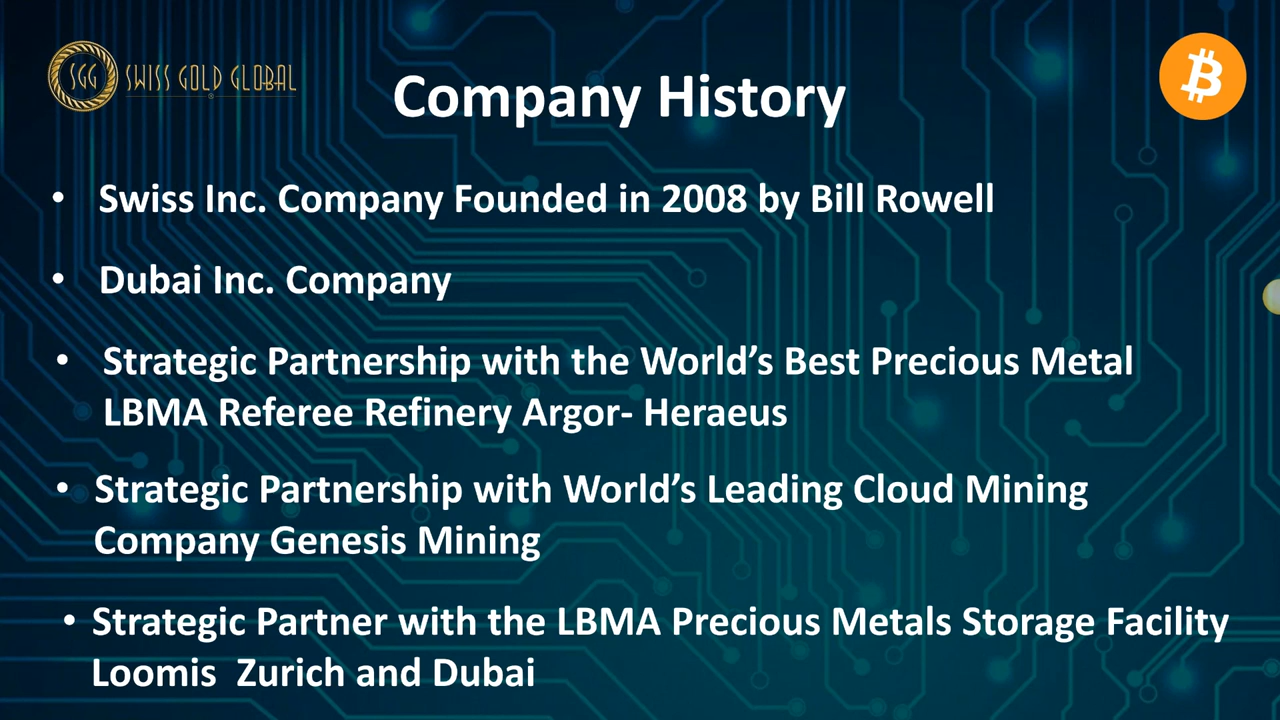 SGG SWISS GOLD GLOBAL
Company History
• Swiss Inc. Company Founded in 2008 by Bill Rowell
• Dubai Inc. Company
• Strategic Partnership with the World’s Best Precious Metal
LBMA Referee Refinery Argor- Heraeus
• Strategic Partnership with World’s Leading Cloud Mining
Company Genesis Mining
• Strategic Partner with the LBMA Precious Metals Storage Facility
Loomis  Zurich and Dubai